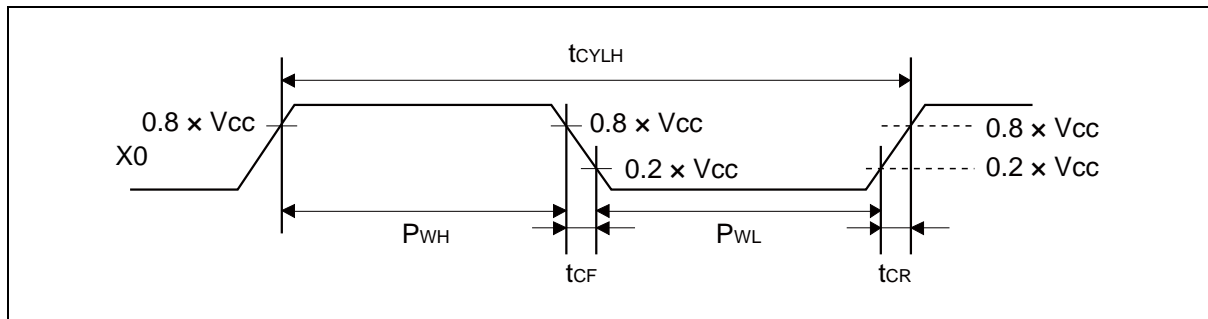 tCYLH
0.8 × Vcc
0.8 × Vcc
0.8 × Vcc
X0
0.2 × Vcc
0.2 × Vcc
PWH
PWL
tCF
tCR